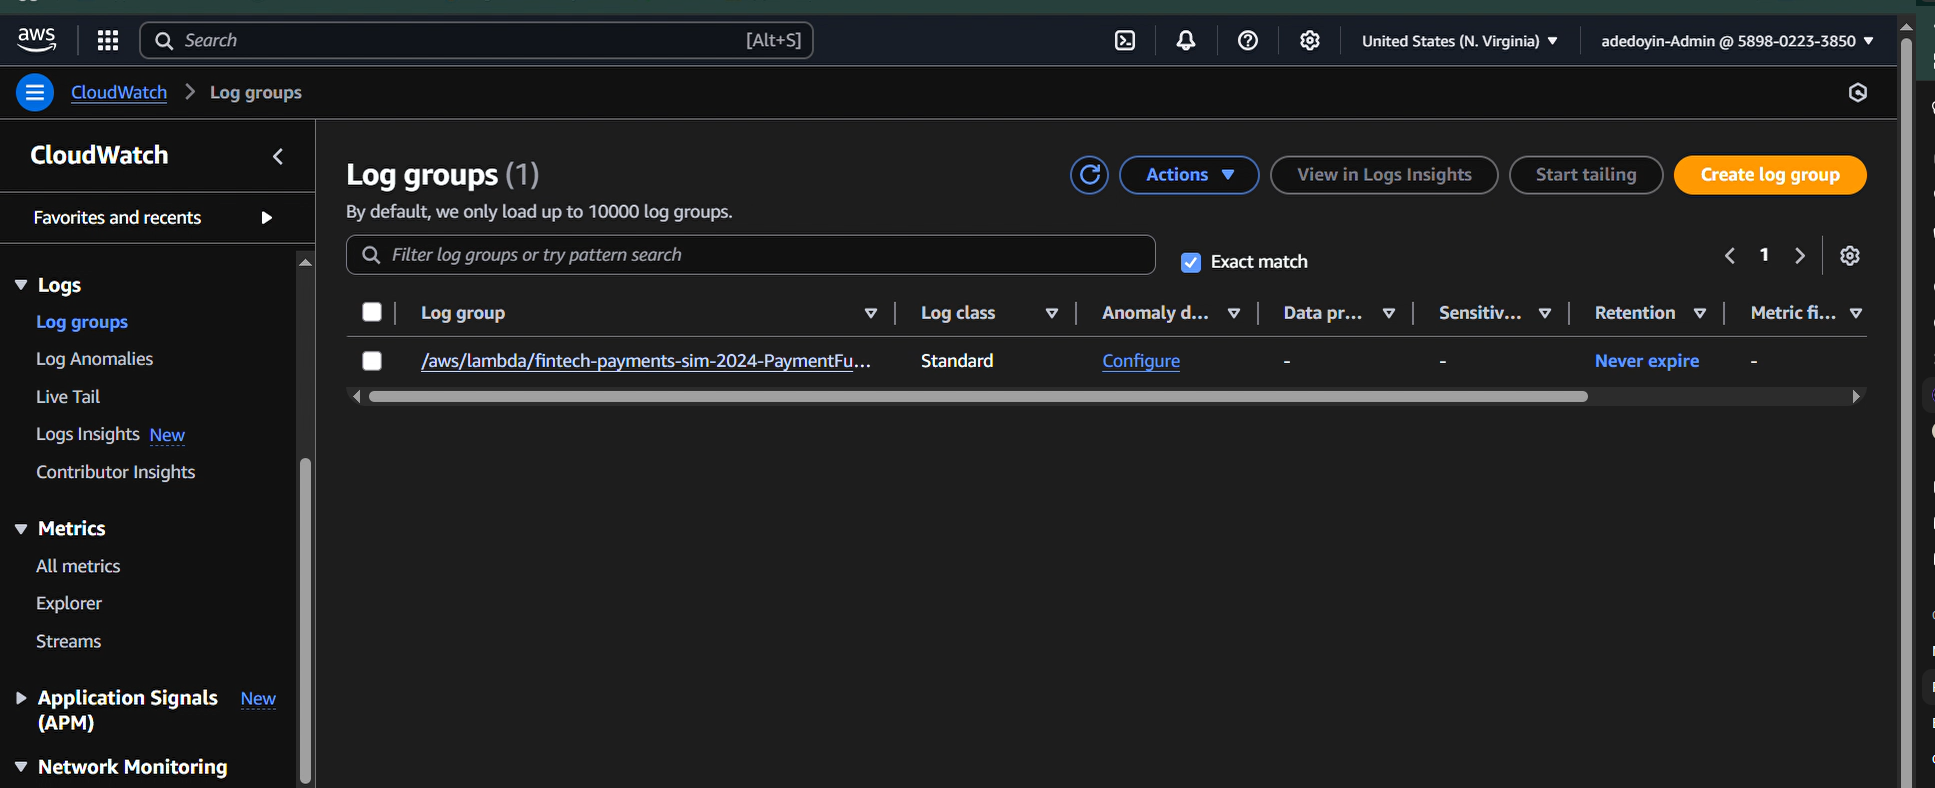 aws
Search [Alt+S]
United States (N. Virginia)
adedoyin-Admin @ 5898-0223-3850
CloudWatch
Log groups
CloudWatch
Favorites and recents
Logs
Log groups
Log Anomalies
Live Tail
Logs Insights New
Contributor Insights
Metrics
All metrics
Explorer
Streams
Application Signals New
(APM)
Network Monitoring
Log groups (1)
Actions
View in Logs Insights
Start tailing
Create log group
By default, we only load up to 10000 log groups.
Filter log groups or try pattern search
Exact match
1
Log group Log class Anomaly d... Data pr... Sensitiv... Retention Metric fi...
/aws/lambda/fintech-payments-sim-2024-PaymentFu... Standard Configure - - Never expire -